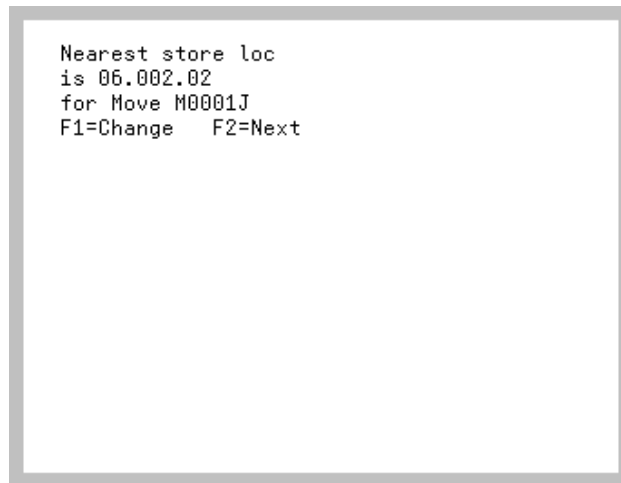 Nearest store loc
is 06.002.02
for Move M0001J
F1=Change   F2=Next